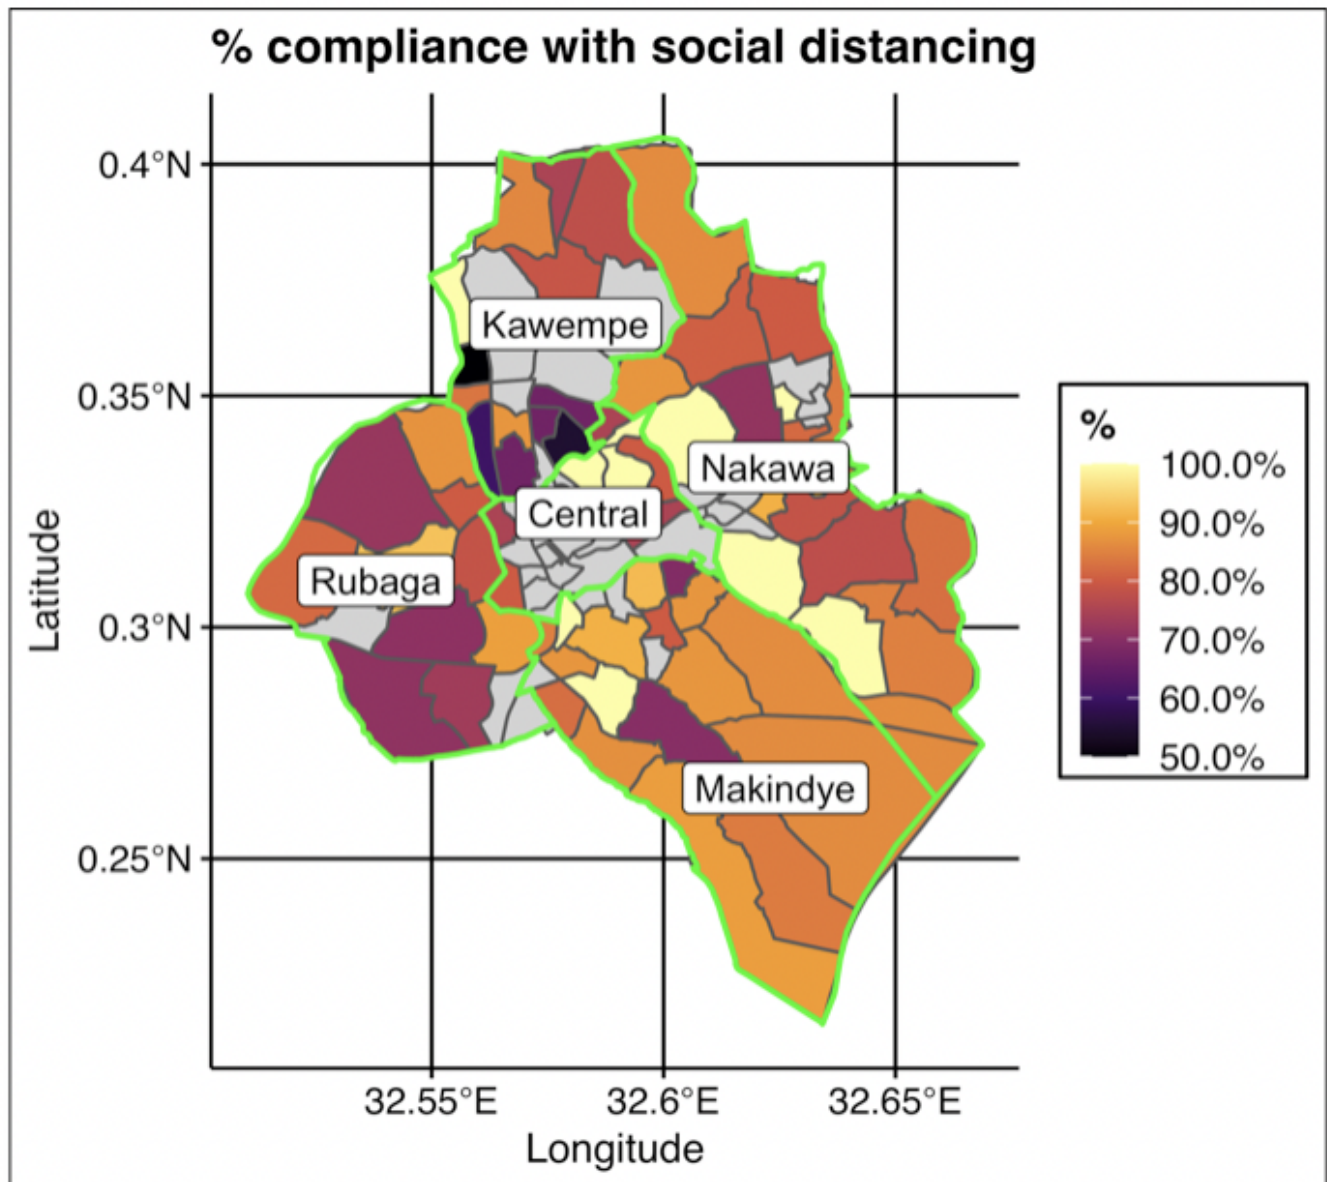 % compliance with social distancing
0.4°N
0.35°N
0.3°N
0.25°N
Latitude
Kawempe
Nakawa
Central
Rubaga
Makindye
%
100.0%
90.0%
80.0%
70.0%
60.0%
50.0%
32.55°E
32.6°E
32.65°E
Longitude